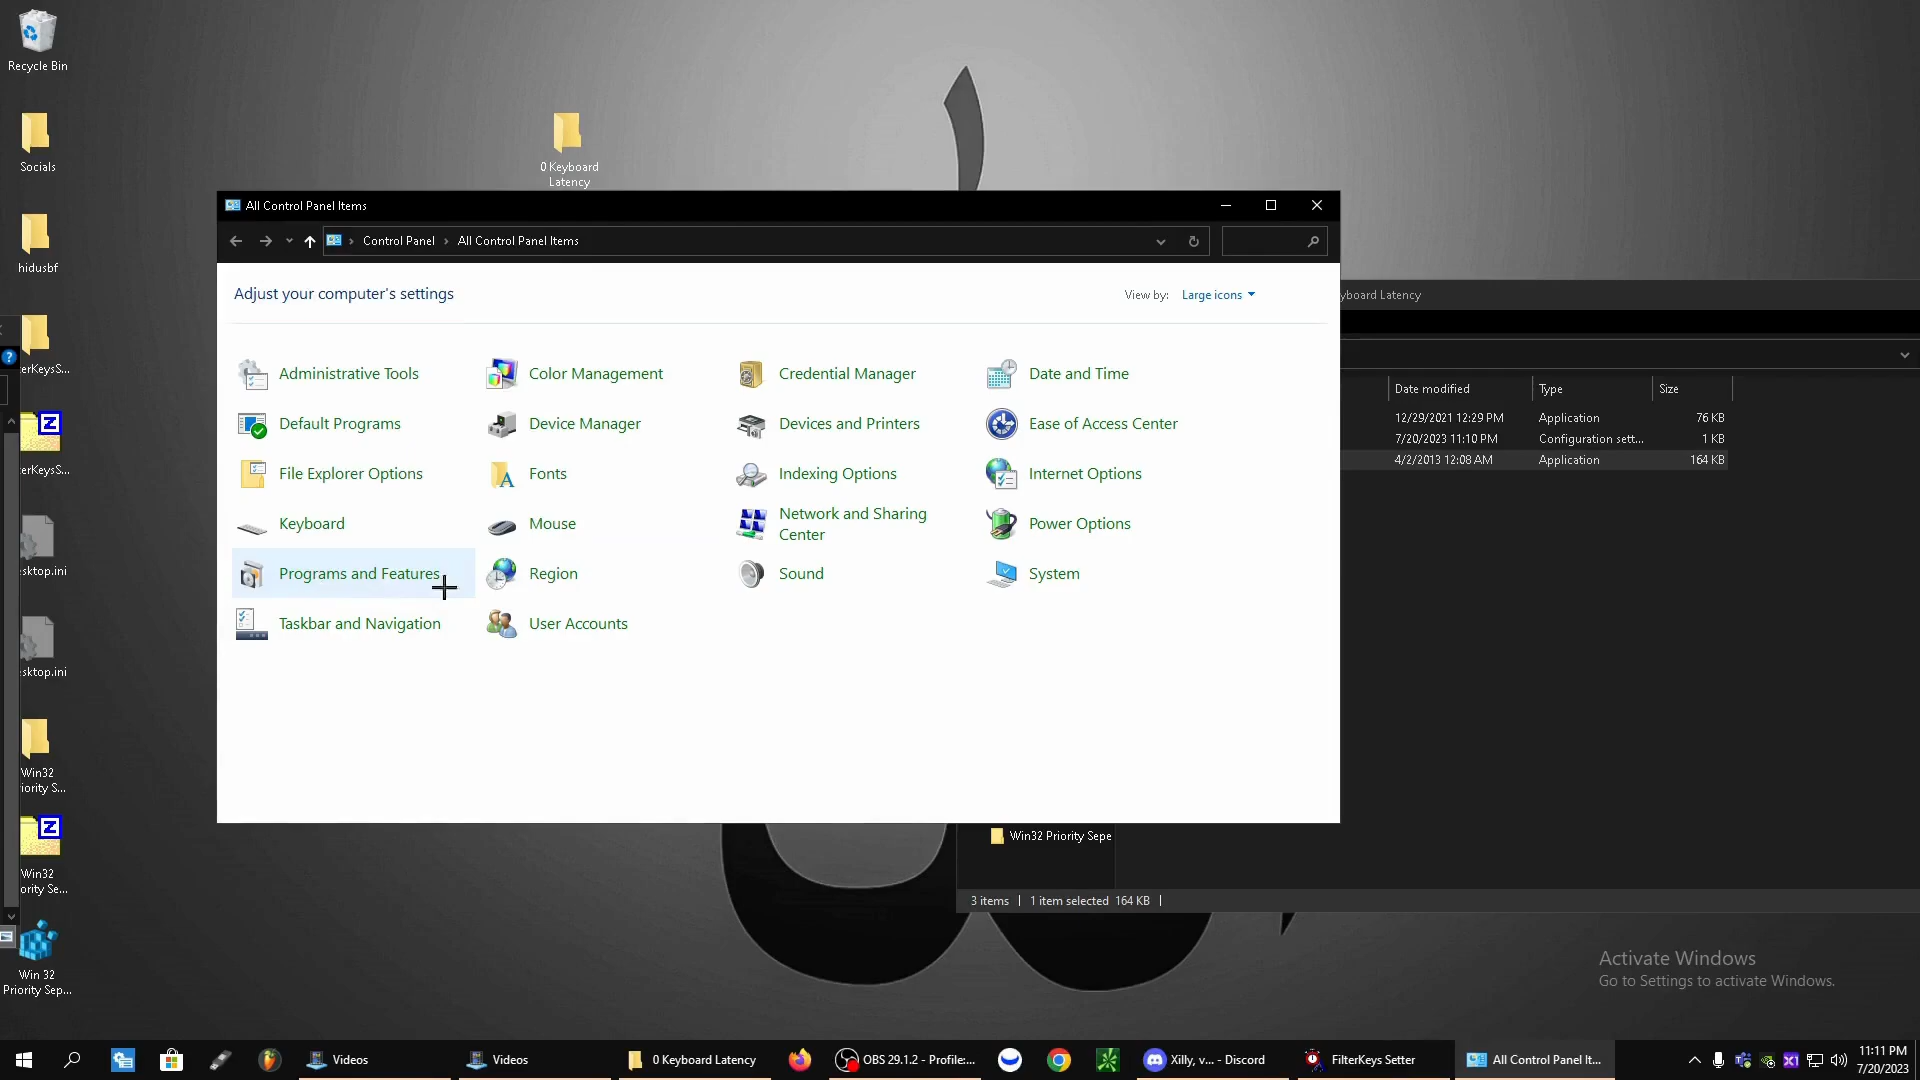 Recycle Bin
Socials
hidusbf
erKeysS...
erKeysS...
sktop.ini
sktop.ini
Win32
iority S...
Win32
ority Se...
Win 32
Priority Sep...
0 Keyboard
Latency
All Control Panel Items
Control Panel
All Control Panel Items
Adjust your computer's settings
View by:
Large icons
Administrative Tools
Color Management
Credential Manager
Date and Time
Default Programs
Device Manager
Devices and Printers
Ease of Access Center
File Explorer Options
Fonts
Indexing Options
Internet Options
Keyboard
Mouse
Network and Sharing
Center
Power Options
Programs and Features
Region
Sound
System
Taskbar and Navigation
User Accounts
yboard Latency
Date modified
Type
Size
12/29/2021 12:29 PM
Application
76 KB
7/20/2023 11:10 PM
Configuration sett...
1 KB
4/2/2013 12:08 AM
Application
164 KB
Win32 Priority Sepe
3 items
1 item selected 164 KB
Activate Windows
Go to Settings to activate Windows.
Videos
Videos
0 Keyboard Latency
OBS 29.1.2 - Profile:...
Xilly, v... - Discord
FilterKeys Setter
All Control Panel It...
11:11 PM
7/20/2023